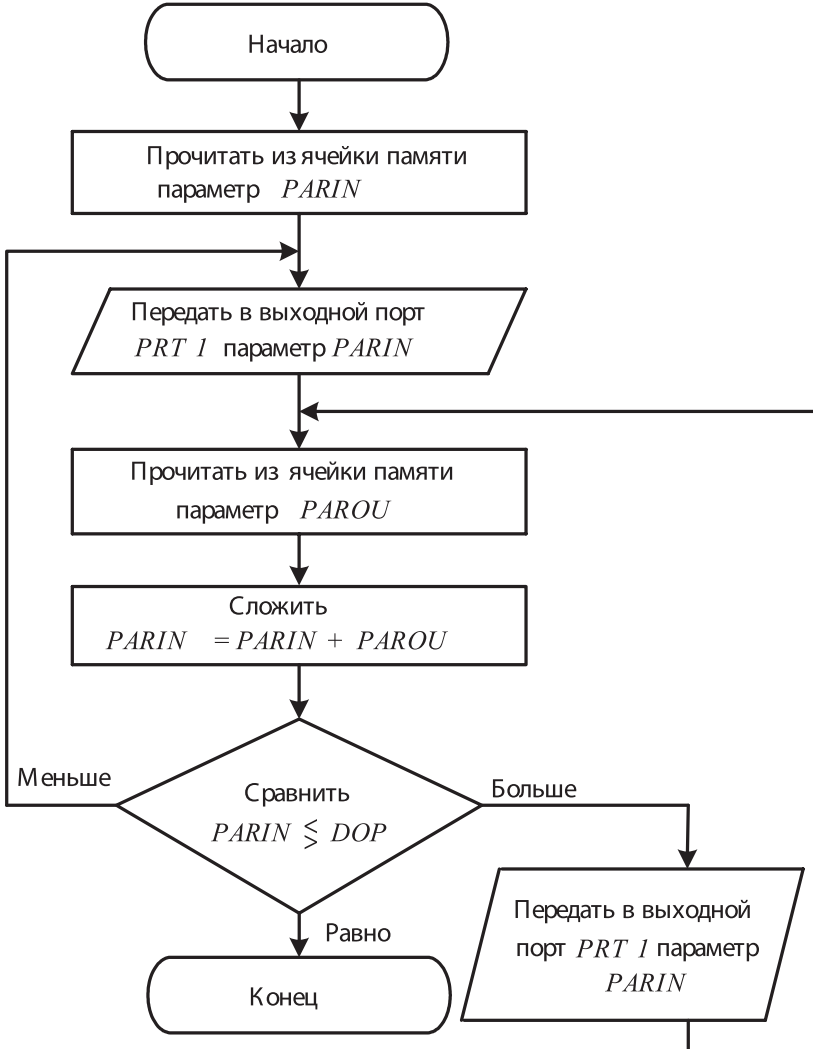 Начало
Прочитать из ячейки памяти
параметр PARIN
Передать в выходной порт
PRT 1 параметр PARIN
Прочитать из ячейки памяти
параметр PAROU
Сложить
PARIN = PARIN + PAROU
Меньше
Сравнить
PARIN ≶ DOP
Больше
Равно
Передать в выходной
порт PRT 1 параметр
PARIN
Конец